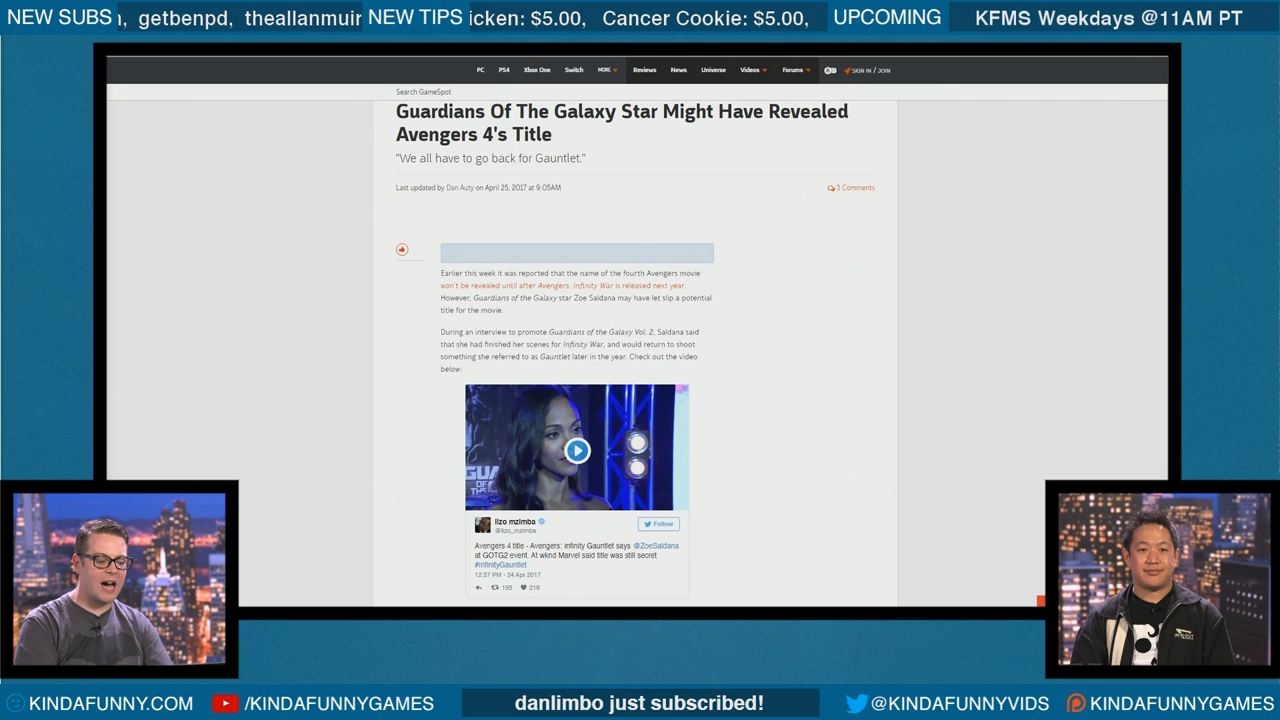 NEW SUBS
getbenpd, theallanmuir
NEW TIPS
icken: $5.00, Cancer Cookie: $5.00,
UPCOMING
KFMS Weekdays @11AM PT
PC PS4 Xbox One Switch MORE Reviews News Universe Videos Forums SIGN IN / JOIN
Search GameSpot
Guardians Of The Galaxy Star Might Have Revealed
Avengers 4's Title
"We all have to go back for Gauntlet."
Last updated by Dan Auty on April 25, 2017 at 9:05AM
3 Comments
Earlier this week it was reported that the name of the fourth Avengers movie
won't be revealed until after Avengers: Infinity War is released next year.
However, Guardians of the Galaxy star Zoe Saldana may have let slip a potential
title for the movie.
During an interview to promote Guardians of the Galaxy Vol. 2, Saldana said
that she had finished her scenes for Infinity War, and would return to shoot
something she referred to as Gauntlet later in the year. Check out the video
below:
GUA
OF
THE
lizo mzimba
@lizo_mzimba
Follow
Avengers 4 title - Avengers: infinity Gauntlet says @ZoeSaldana
at GOTG2 event. At wknd Marvel said title was still secret
#infinityGauntlet
12:37 PM - 24 Apr 2017
195 216
IN-N-OUT
KINDAFUNNY.COM
/KINDAFUNNYGAMES
danlimbo just subscribed!
@KINDAFUNNYVIDS
KINDAFUNNYGAMES